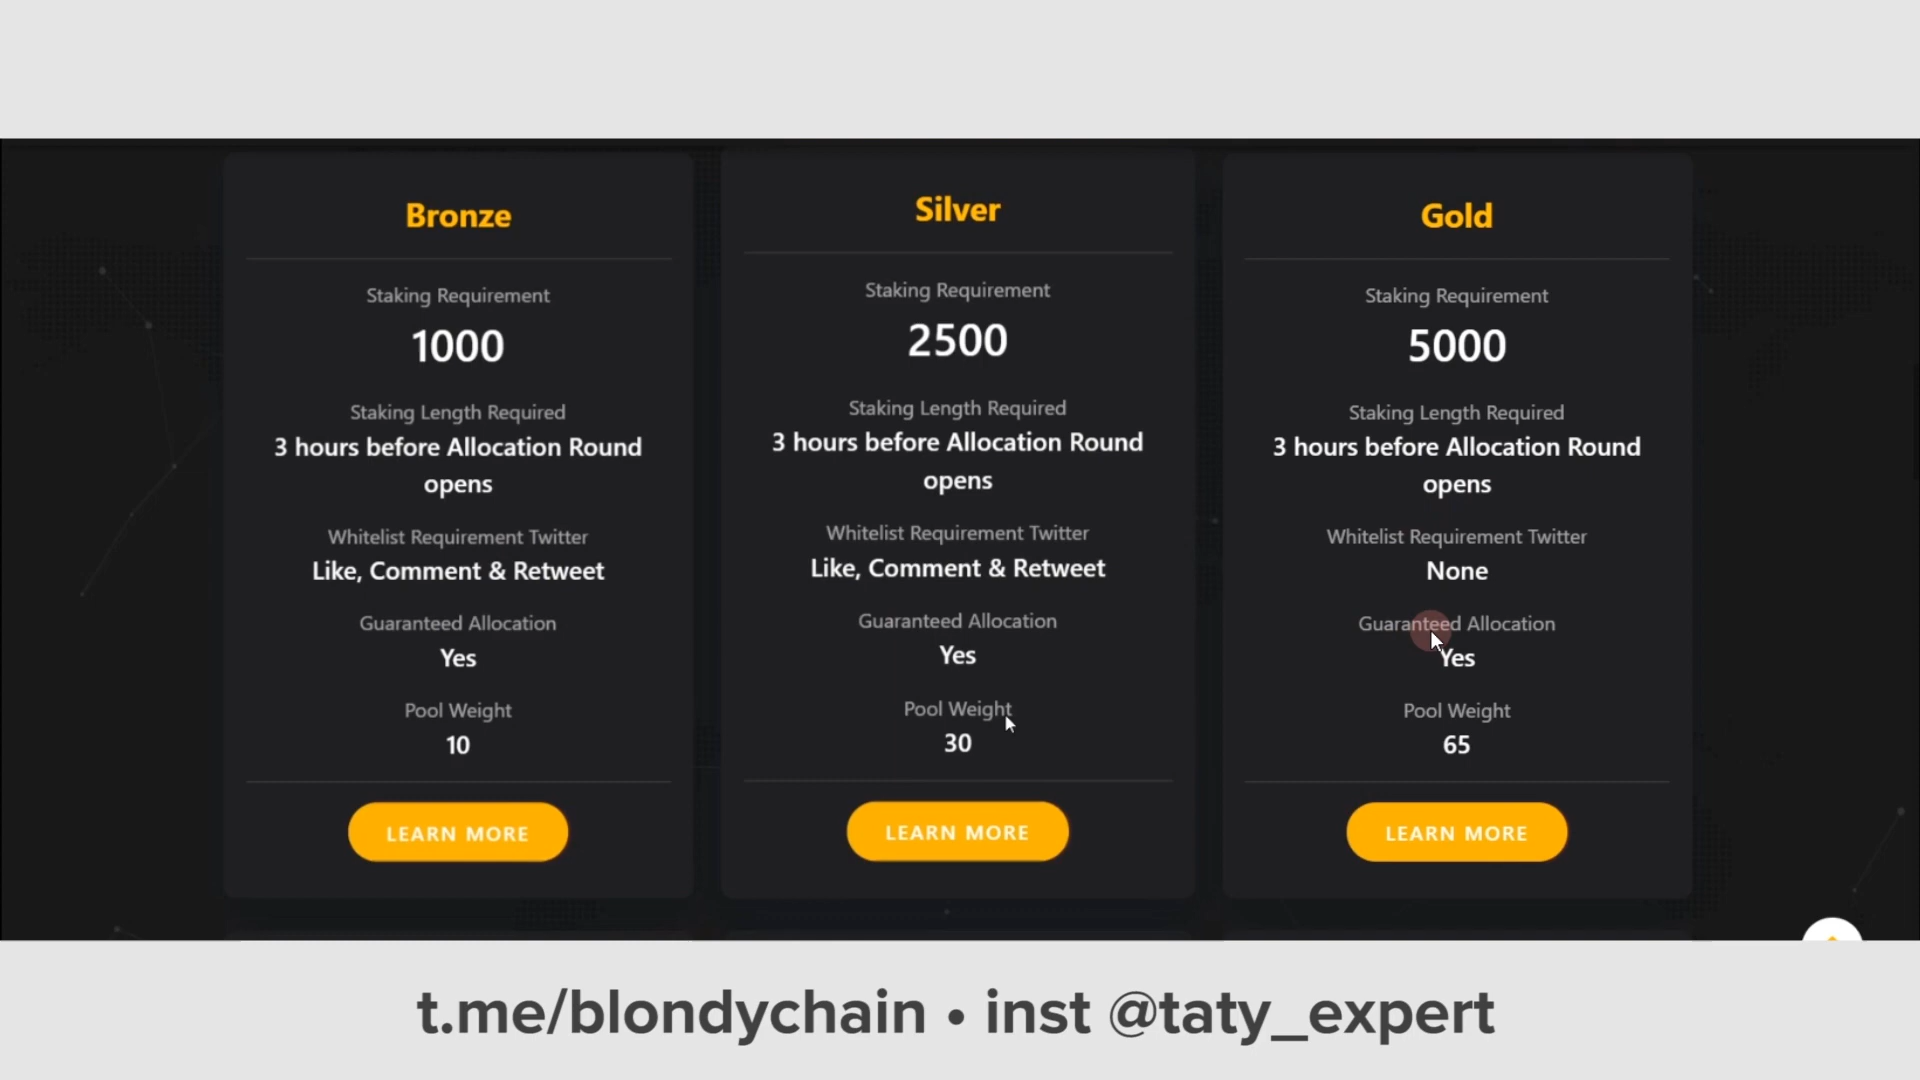 Bronze
Staking Requirement
1000
Staking Length Required
3 hours before Allocation Round
opens
Whitelist Requirement Twitter
Like, Comment & Retweet
Guaranteed Allocation
Yes
Pool Weight
10
LEARN MORE
Silver
Staking Requirement
2500
Staking Length Required
3 hours before Allocation Round
opens
Whitelist Requirement Twitter
Like, Comment & Retweet
Guaranteed Allocation
Yes
Pool Weight
30
LEARN MORE
Gold
Staking Requirement
5000
Staking Length Required
3 hours before Allocation Round
opens
Whitelist Requirement Twitter
None
Guaranteed Allocation
Yes
Pool Weight
65
LEARN MORE
t.me/blondychain • inst @taty_expert